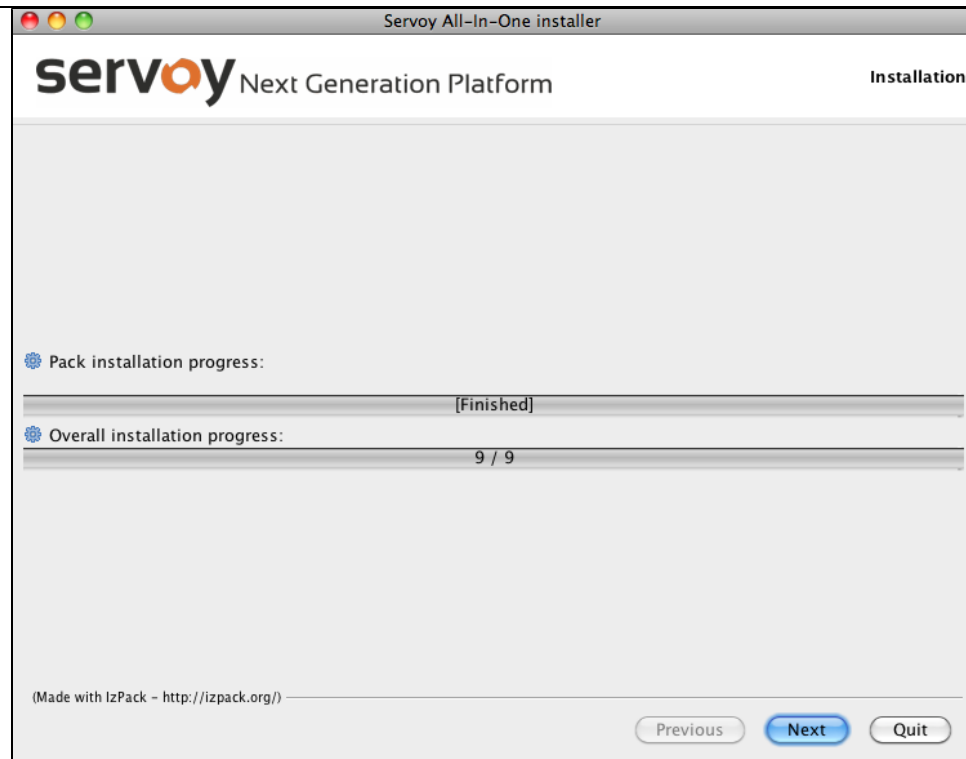 Servoy All-In-One installer
servoy Next Generation Platform
Installation
Pack installation progress:
[Finished]
Overall installation progress:
9 / 9
(Made with IzPack - http://izpack.org/)
Previous
Next
Quit